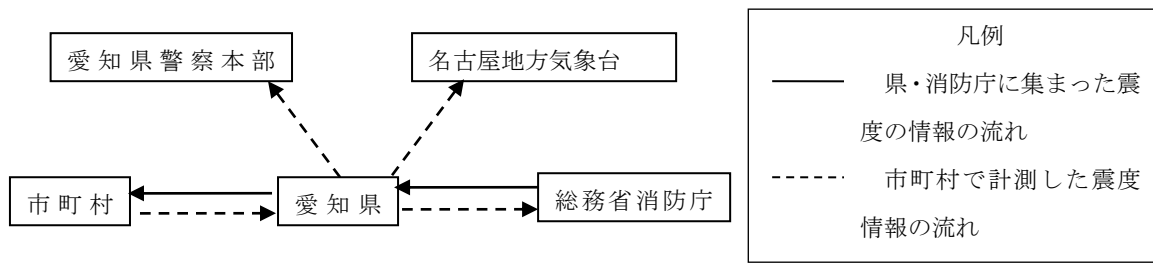 愛知県警察本部
名古屋地方気象台
市町村
愛知県
総務省消防庁
凡例
県・消防庁に集まった震
度の情報の流れ
市町村で計測した震度
情報の流れ